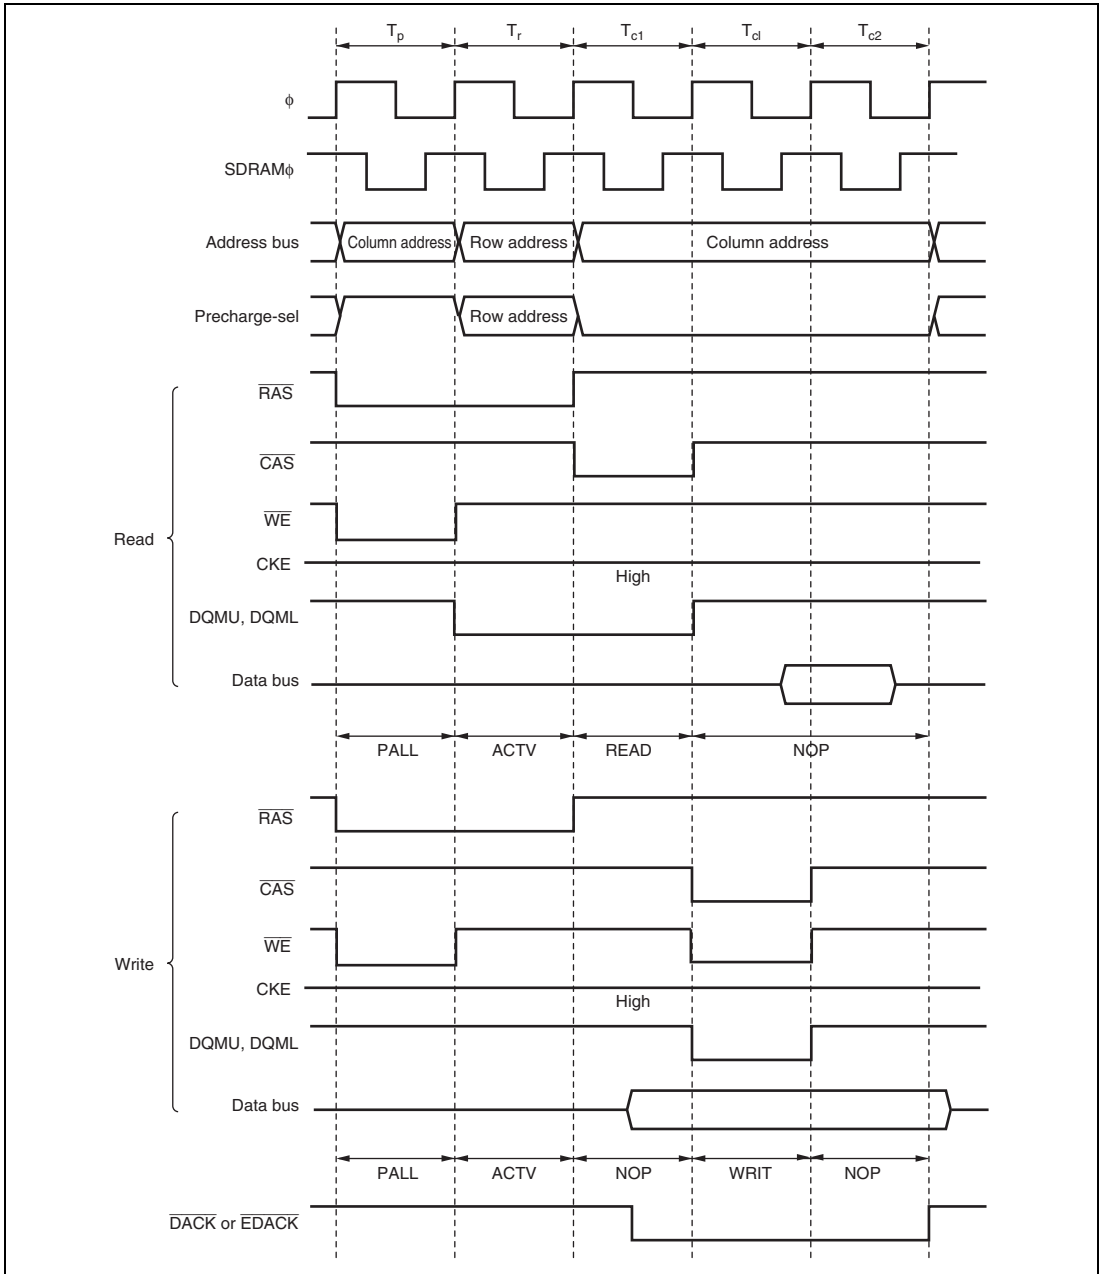 Tp Tr Tc1 Tcl Tc2
ϕ
SDRAMϕ
Address bus Column address Row address Column address
Precharge-sel Row address
RAS
CAS
WE
Read
CKE
High
DQMU, DQML
Data bus
PALL ACTV READ NOP
RAS
CAS
WE
Write
CKE
High
DQMU, DQML
Data bus
PALL ACTV NOP WRIT NOP
DACK or EDACK